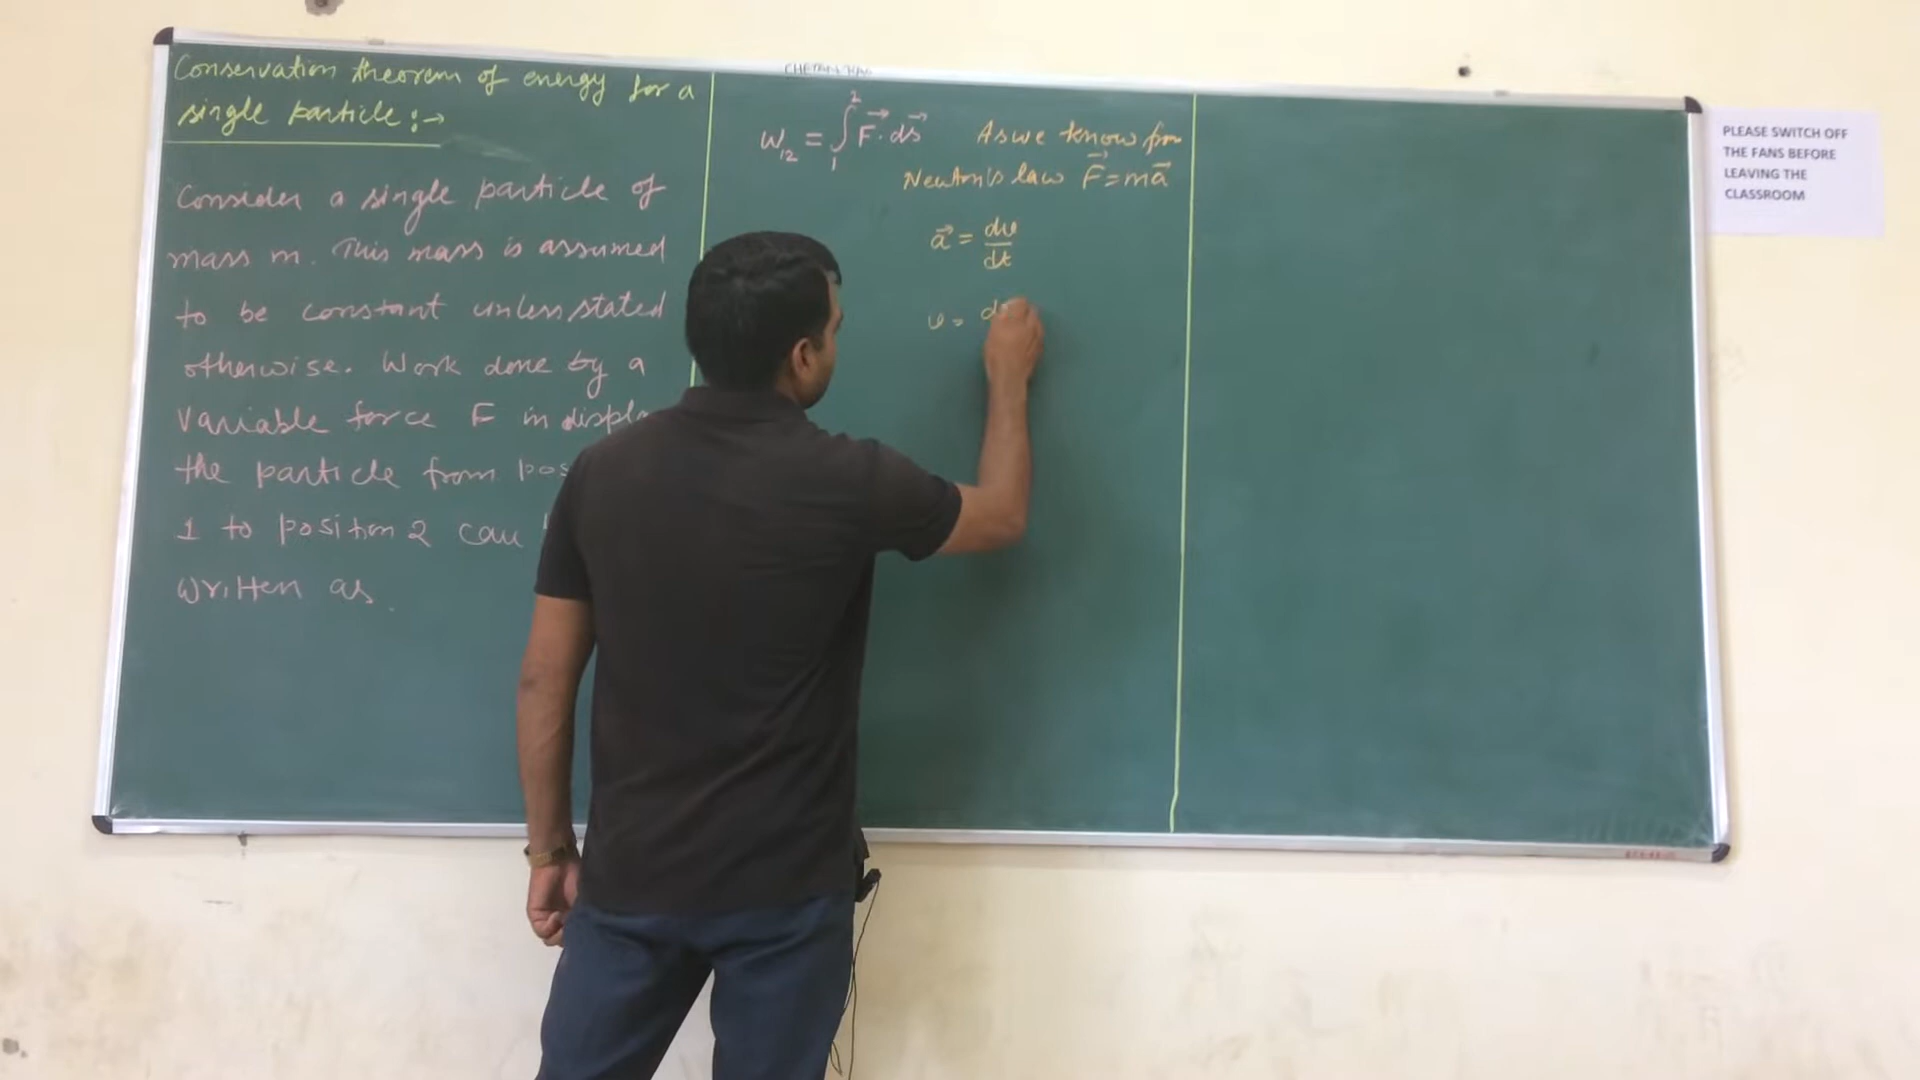 Conservation theorem of energy for a
single particle:→
Consider a single particle of
mass m. This mass is assumed
to be constant unless stated
otherwise. Work done by a
variable force F in displa
the particle from pos
1 to position 2 can
written as.
W₁₂ = ∫₁² F⃗·ds⃗ As we know from
Newton's law F⃗ = ma⃗
a⃗ = dv/dt
v = d
PLEASE SWITCH OFF
THE FANS BEFORE
LEAVING THE
CLASSROOM